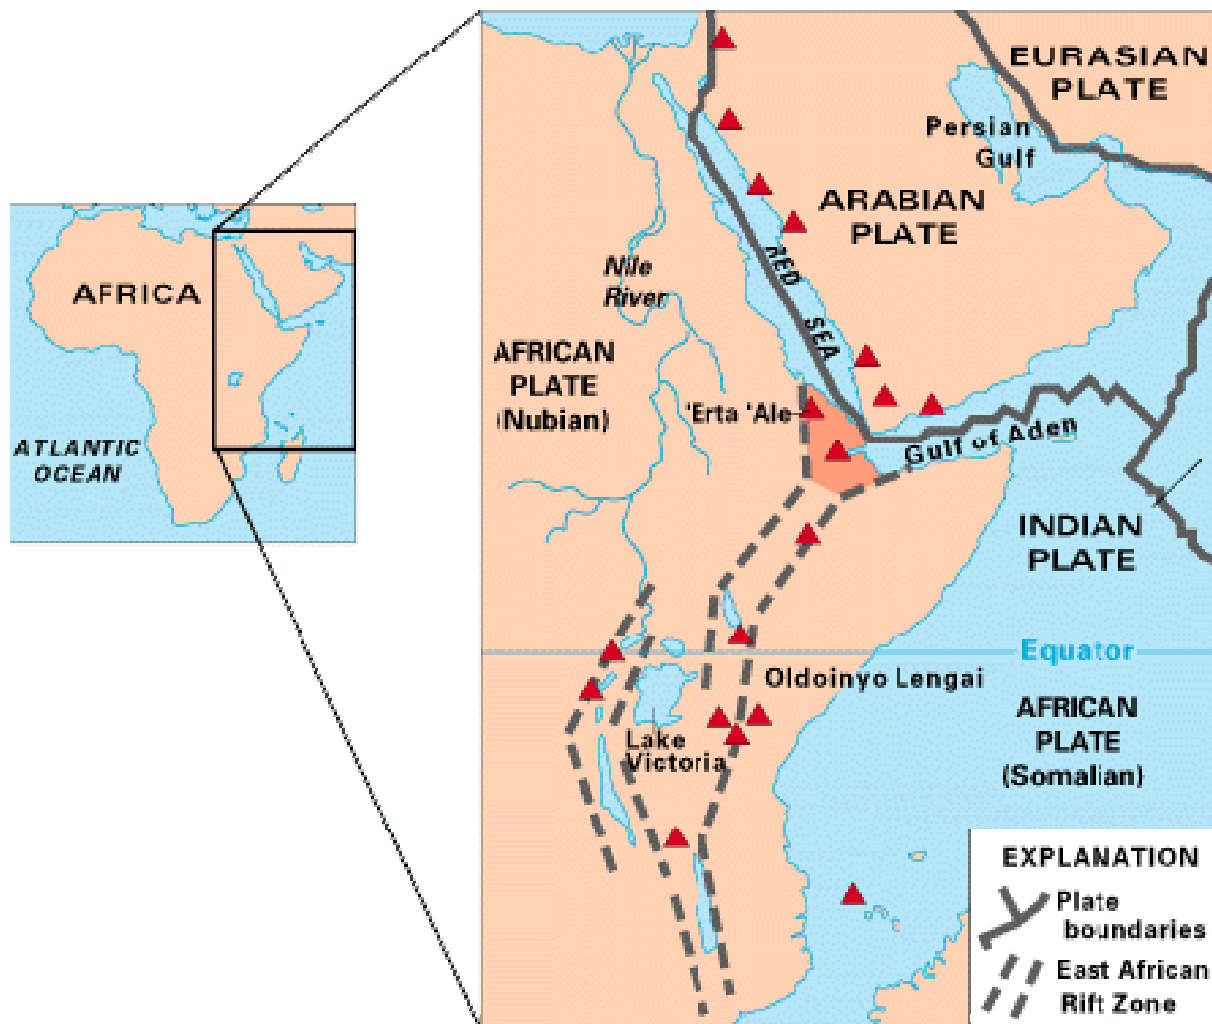 AFRICA
ATLANTIC
OCEAN
EURASIAN
PLATE
Persian
Gulf
ARABIAN
PLATE
RED
SEA
Nile
River
AFRICAN
PLATE
(Nubian)
'Erta 'Ale
Gulf of Aden
INDIAN
PLATE
Equator
Oldoinyo Lengai
AFRICAN
PLATE
(Somalian)
Lake
Victoria
EXPLANATION
Plate
boundaries
East African
Rift Zone